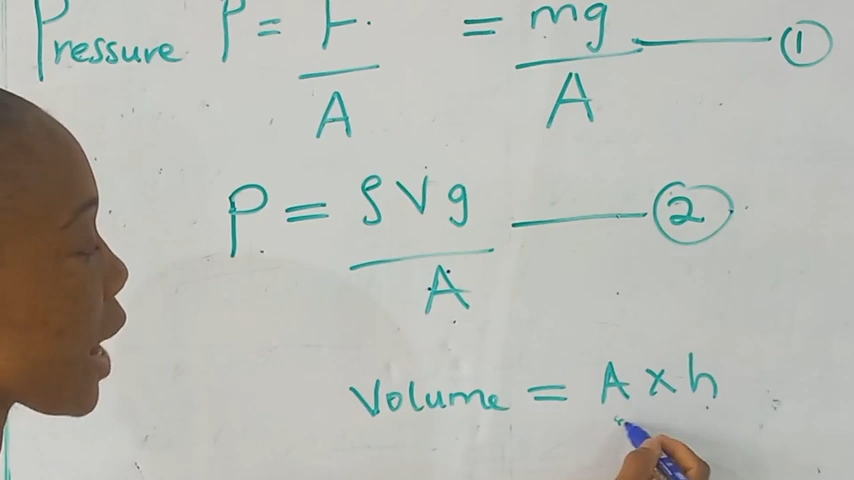 Pressure P = F/A = mg/A ——— ①
P = ρVg/A ——— ②
Volume = A × h